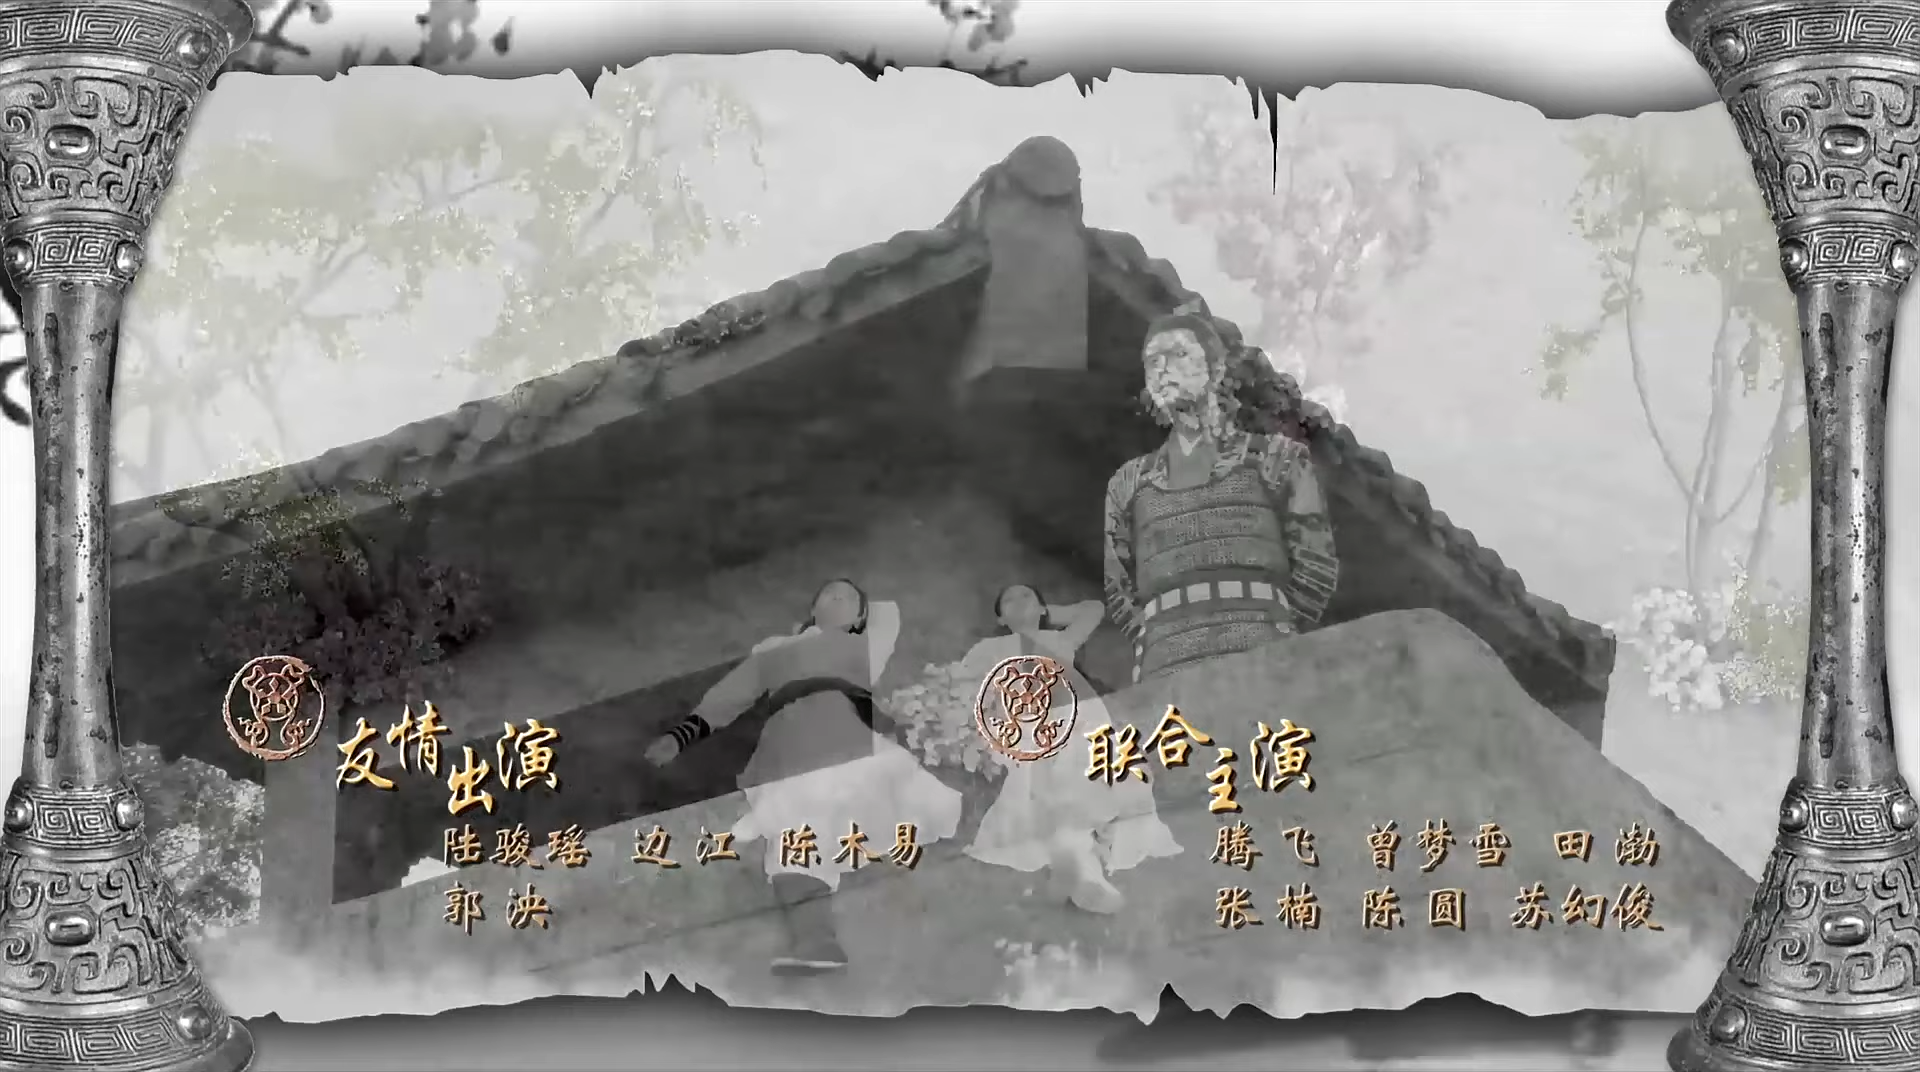 友情出演
陆骏瑶 边江 陈木易
郭泱
联合主演
腾飞 曾梦雪 田渤
张楠 陈圆 苏幻俊